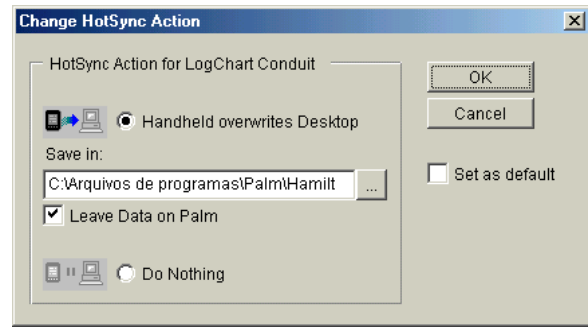 Change HotSync Action
HotSync Action for LogChart Conduit
OK
Handheld overwrites Desktop
Cancel
Save in:
C:\Arquivos de programas\Palm\Hamilt
...
Set as default
Leave Data on Palm
Do Nothing